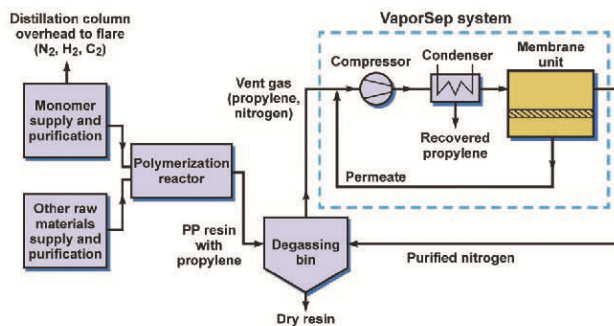 Distillation column
overhead to flare
(N2, H2, C2)
VaporSep system
Compressor
Condenser
Membrane
unit
Vent gas
(propylene,
nitrogen)
Monomer
supply and
purification
Recovered
propylene
Polymerization
reactor
Permeate
Other raw
materials
supply and
purification
PP resin
with
propylene
Degassing
bin
Purified nitrogen
Dry resin